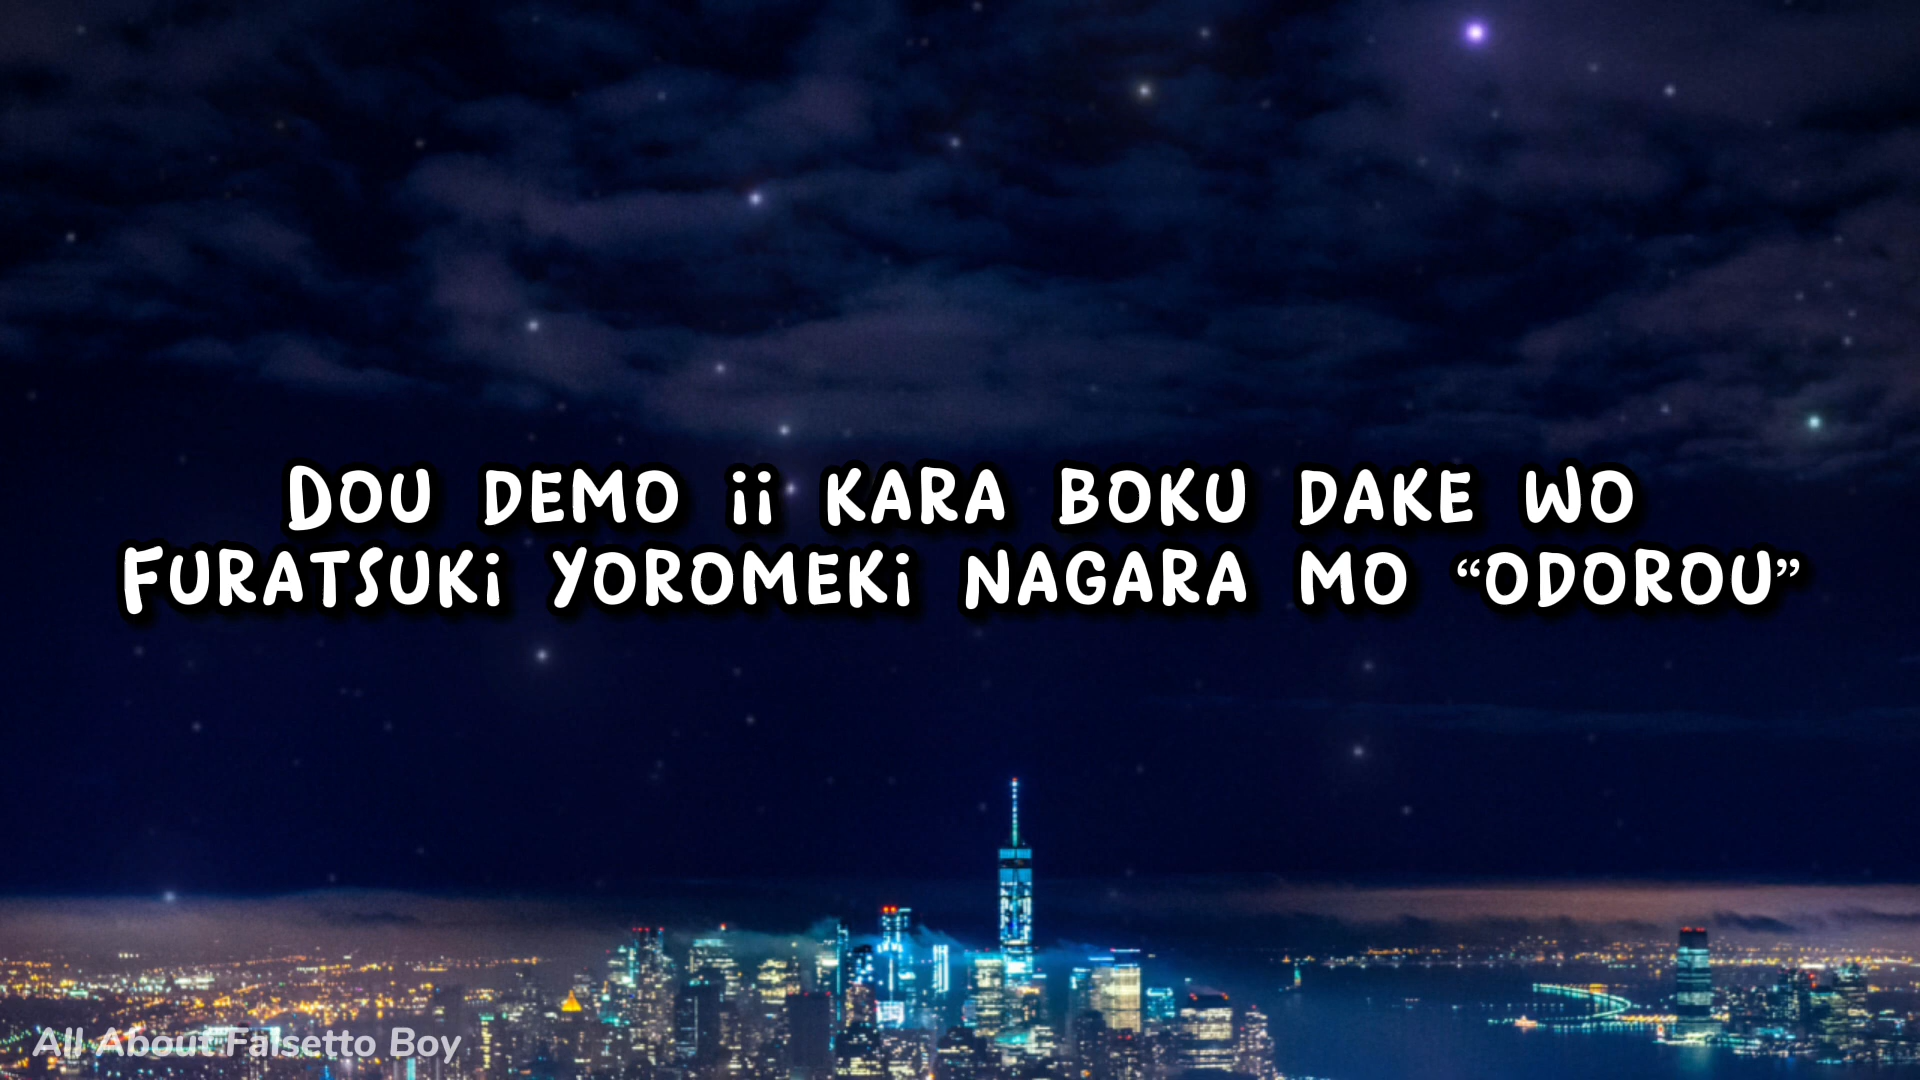 Dou demo ii kara boku dake wo
Furatsuki yoromeki nagara mo “odorou”
All About Falsetto Boy